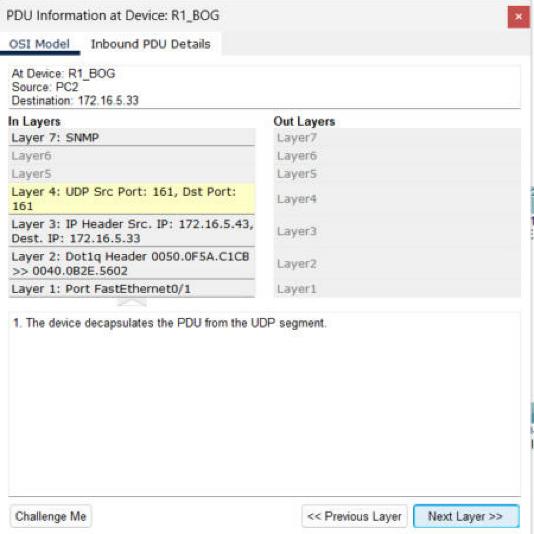 PDU Information at Device: R1_BOG
OSI Model
Inbound PDU Details
At Device: R1_BOG
Source: PC2
Destination: 172.16.5.33
In Layers
Out Layers
Layer 7: SNMP
Layer7
Layer6
Layer6
Layer5
Layer5
Layer 4: UDP Src Port: 161, Dst Port:
161
Layer4
Layer 3: IP Header Src. IP: 172.16.5.43,
Dest. IP: 172.16.5.33
Layer3
Layer 2: Dot1q Header 0050.0F5A.C1CB
>> 0040.0B2E.5602
Layer2
Layer 1: Port FastEthernet0/1
Layer1
1. The device decapsulates the PDU from the UDP segment.
Challenge Me
<< Previous Layer
Next Layer >>